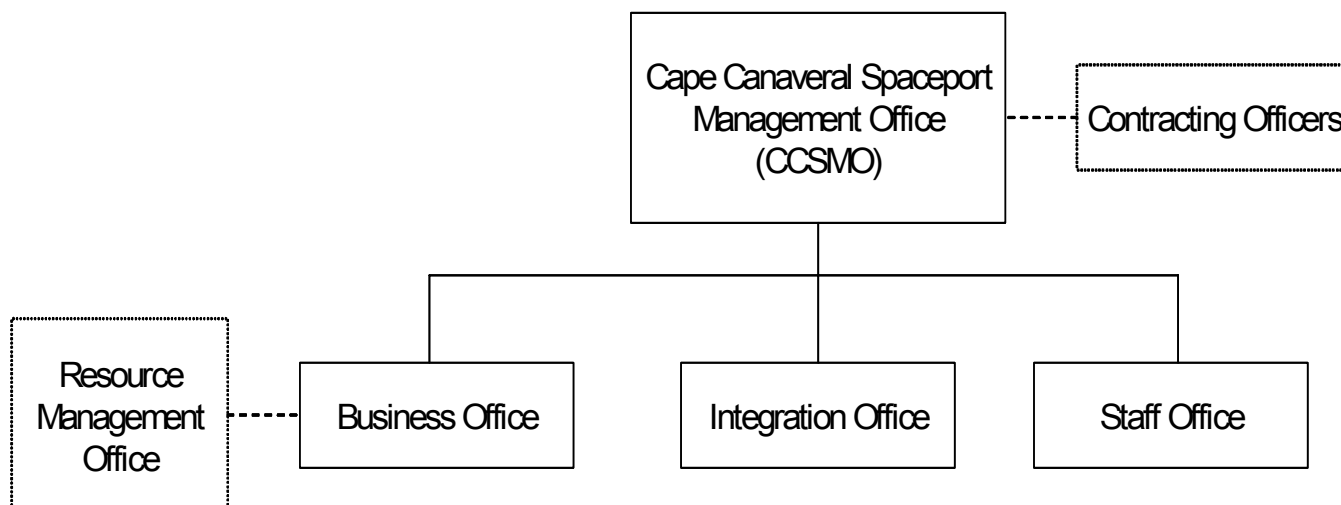 Cape Canaveral Spaceport
Management Office
(CCSMO)
Contracting Officers
Resource
Management
Office
Business Office
Integration Office
Staff Office